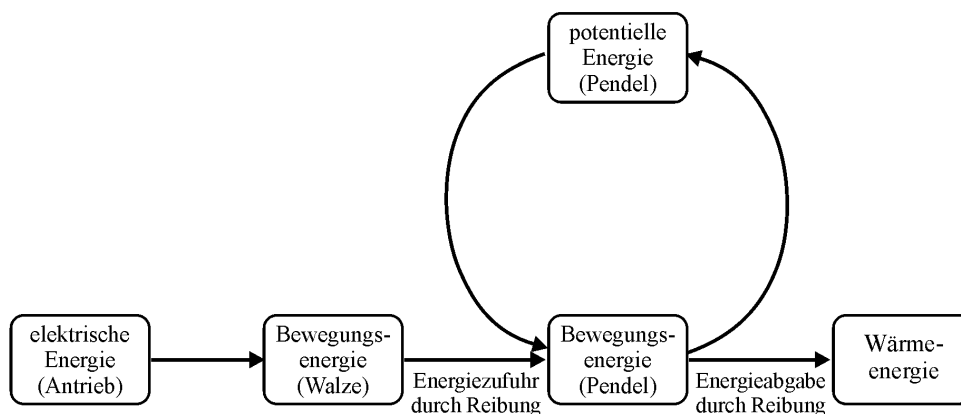 potentielle
Energie
(Pendel)
elektrische
Energie
(Antrieb)
Bewegungs-
energie
(Walze)
Energiezufuhr
durch Reibung
Bewegungs-
energie
(Pendel)
Energieabgabe
durch Reibung
Wärme-
energie